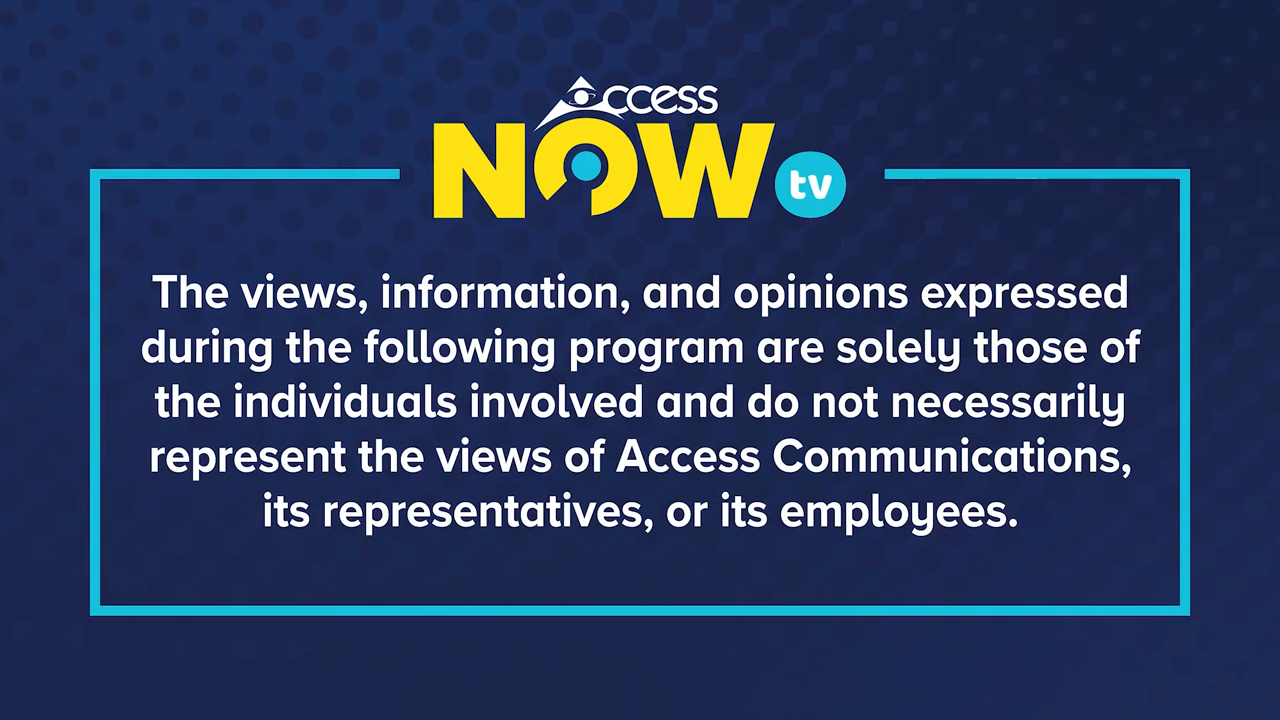 Access
NOW tv
The views, information, and opinions expressed
during the following program are solely those of
the individuals involved and do not necessarily
represent the views of Access Communications,
its representatives, or its employees.